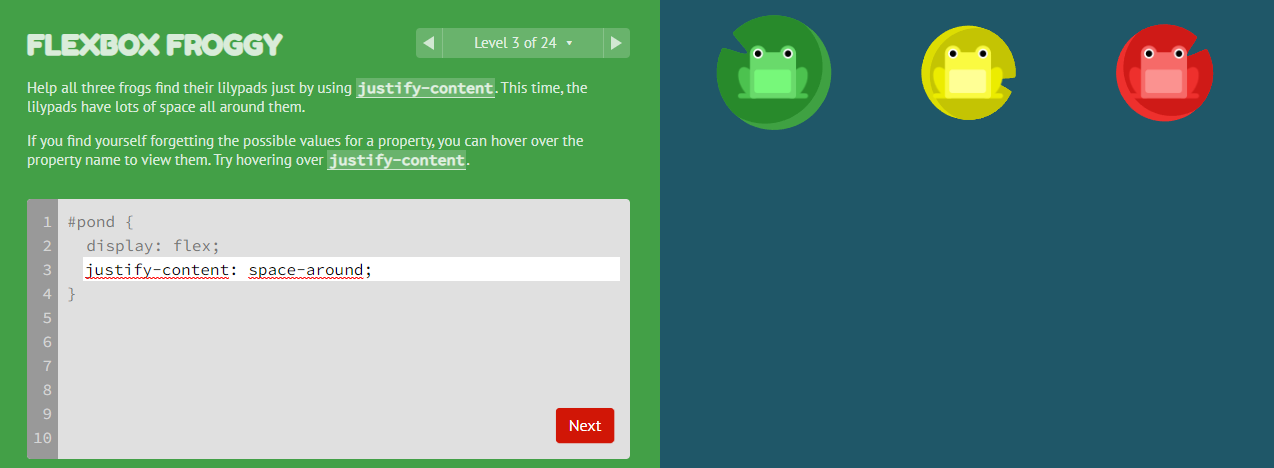 FLEXBOX FROGGY
Level 3 of 24
Help all three frogs find their lilypads just by using justify-content. This time, the
lilypads have lots of space all around them.
If you find yourself forgetting the possible values for a property, you can hover over the
property name to view them. Try hovering over justify-content.
1 #pond {
2 display: flex;
3 justify-content: space-around;
4 }
5
6
7
8
9
10
Next